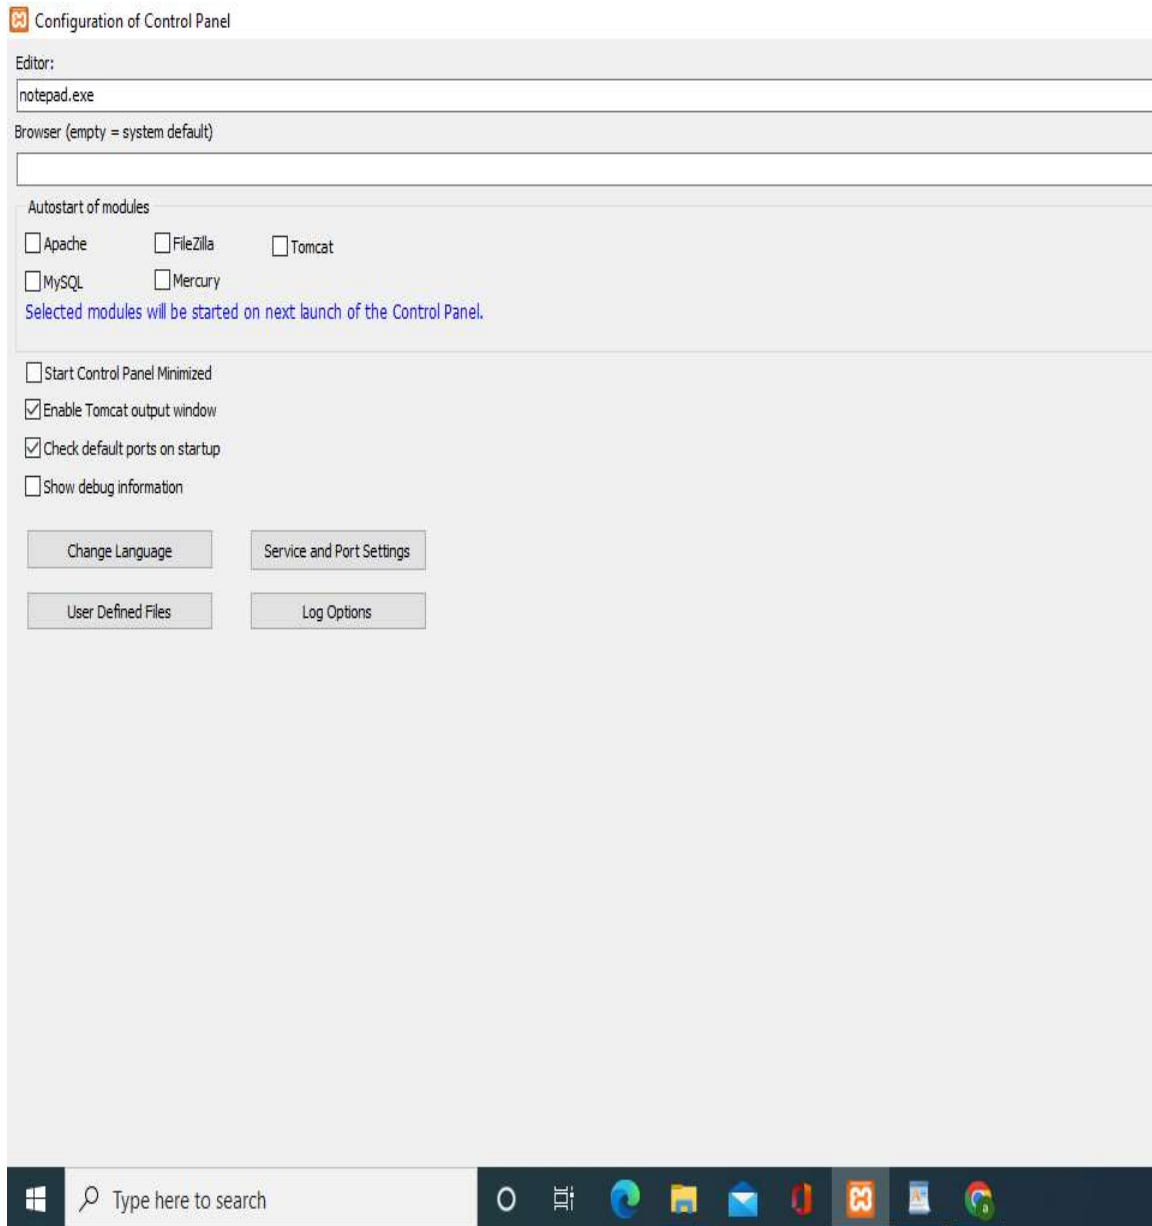 Configuration of Control Panel
Editor:
notepad.exe
Browser (empty = system default)
Autostart of modules
Apache FileZilla Tomcat
MySQL Mercury
Selected modules will be started on next launch of the Control Panel.
Start Control Panel Minimized
Enable Tomcat output window
Check default ports on startup
Show debug information
Change Language Service and Port Settings
User Defined Files Log Options
Type here to search